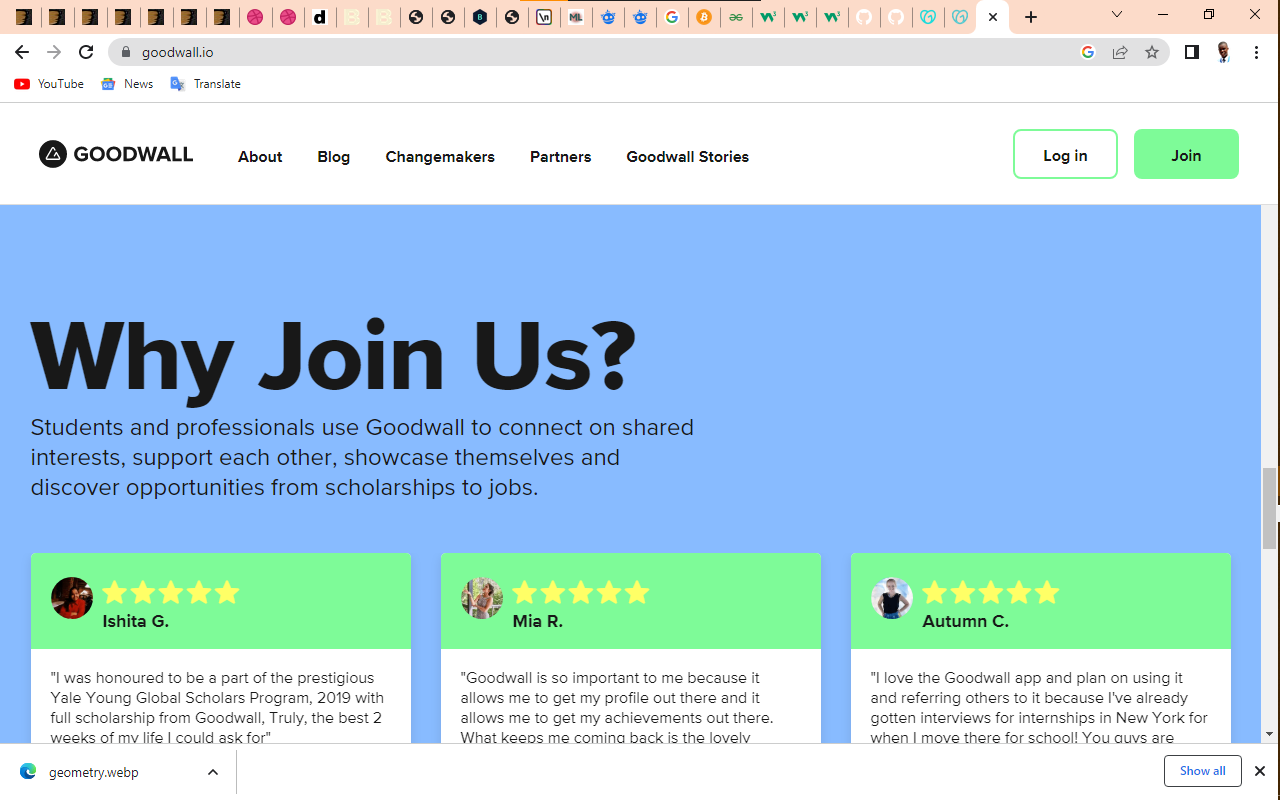 goodwall.io
YouTube
News
Translate
GOODWALL
About
Blog
Changemakers
Partners
Goodwall Stories
Log in
Join
Why Join Us?
Students and professionals use Goodwall to connect on shared
interests, support each other, showcase themselves and
discover opportunities from scholarships to jobs.
Ishita G.
"I was honoured to be a part of the prestigious
Yale Young Global Scholars Program, 2019 with
full scholarship from Goodwall, Truly, the best 2
weeks of my life I could ask for"
Mia R.
"Goodwall is so important to me because it
allows me to get my profile out there and it
allows me to get my achievements out there.
What keeps me coming back is the lovely
Autumn C.
"I love the Goodwall app and plan on using it
and referring others to it because I've already
gotten interviews for internships in New York for
when I move there for school! You guys are
geometry.webp
Show all